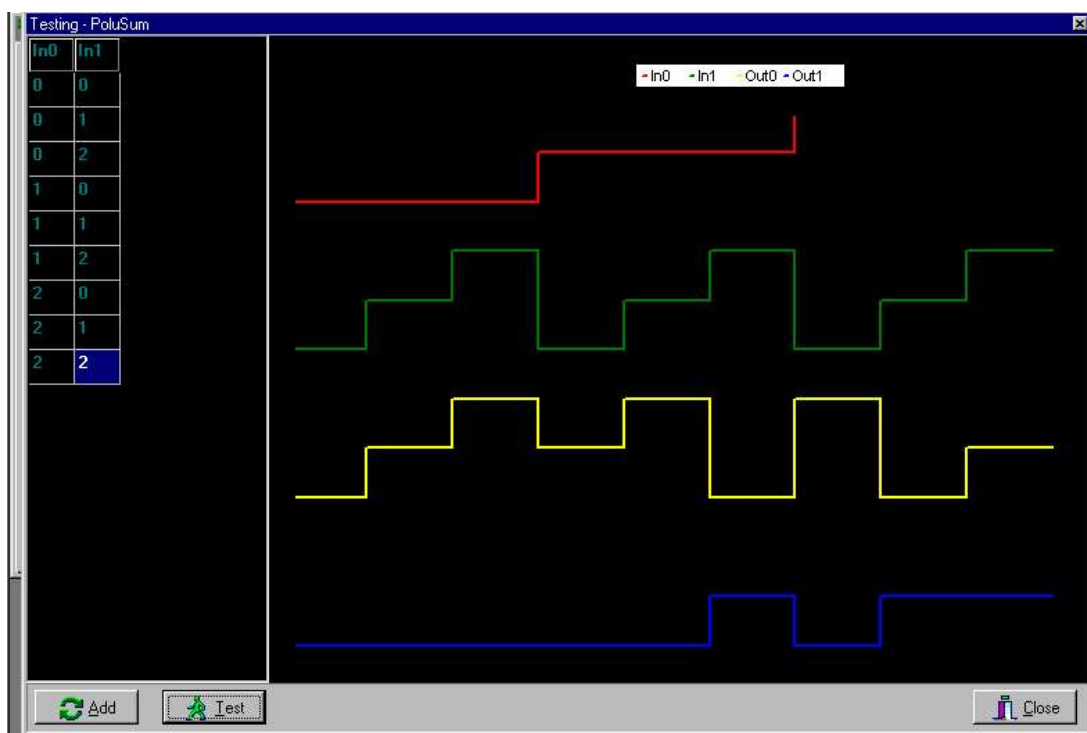 Testing - PoluSum
In0 In1
0 0
0 1
0 2
1 0
1 1
1 2
2 0
2 1
2 2
In0 In1 Out0 Out1
Add Test Close